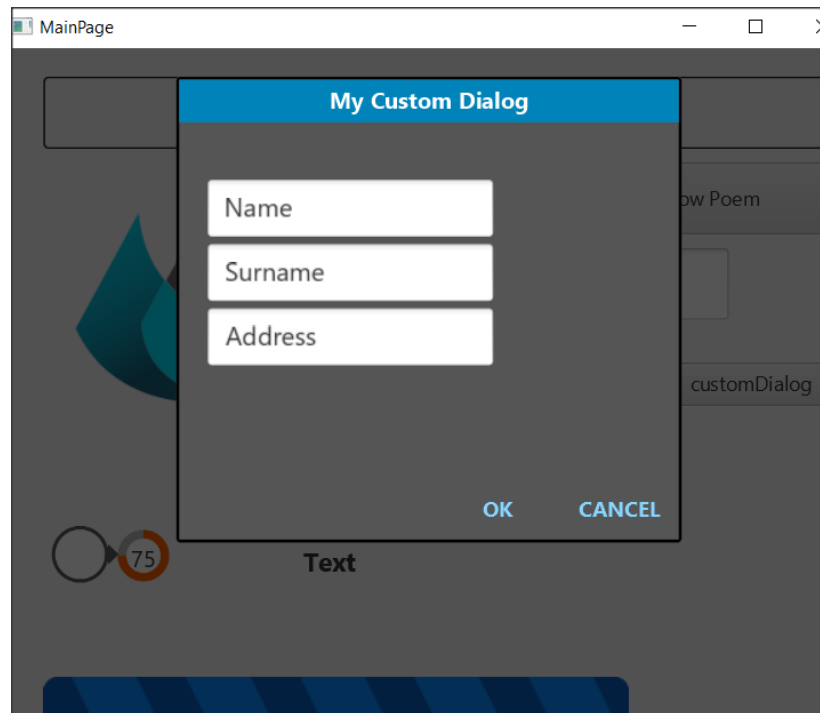 MainPage
My Custom Dialog
ow Poem
Name
Surname
Address
customDialog
OK CANCEL
75
Text